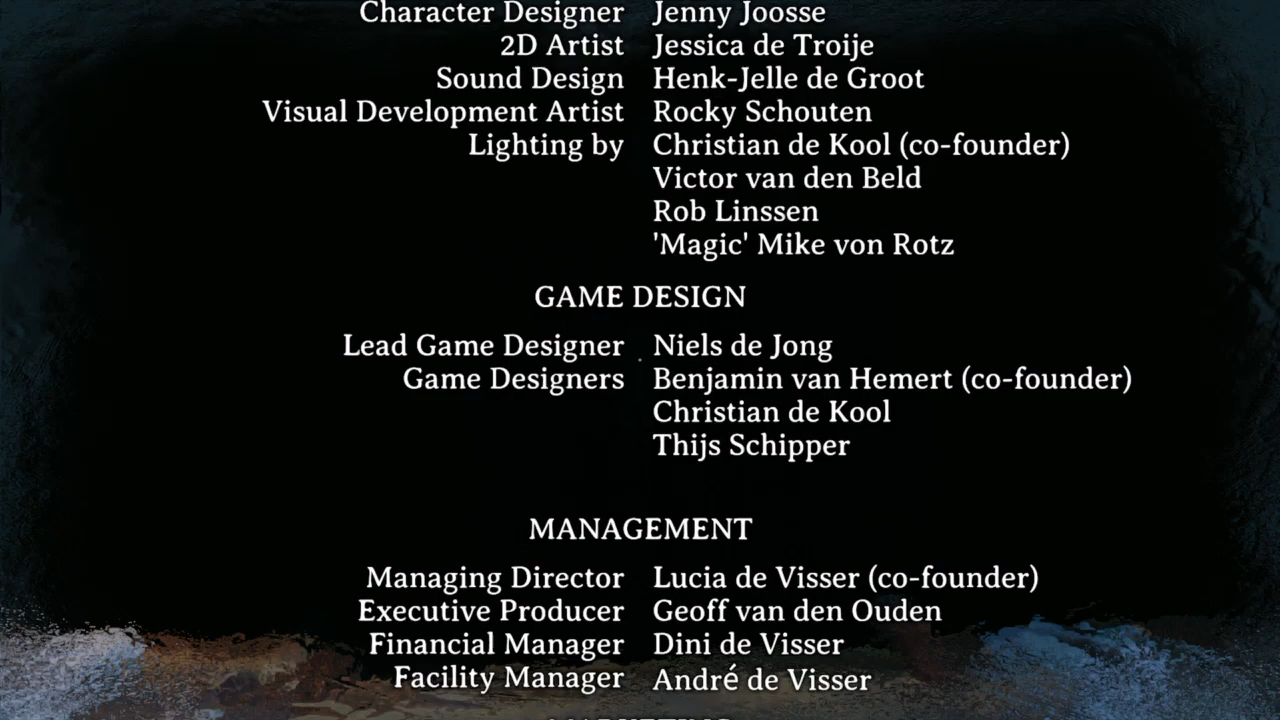 Character Designer Jenny Joosse
2D Artist Jessica de Troije
Sound Design Henk-Jelle de Groot
Visual Development Artist Rocky Schouten
Lighting by Christian de Kool (co-founder)
Victor van den Beld
Rob Linssen
'Magic' Mike von Rotz
GAME DESIGN
Lead Game Designer Niels de Jong
Game Designers Benjamin van Hemert (co-founder)
Christian de Kool
Thijs Schipper
MANAGEMENT
Managing Director Lucia de Visser (co-founder)
Executive Producer Geoff van den Ouden
Financial Manager Dini de Visser
Facility Manager André de Visser